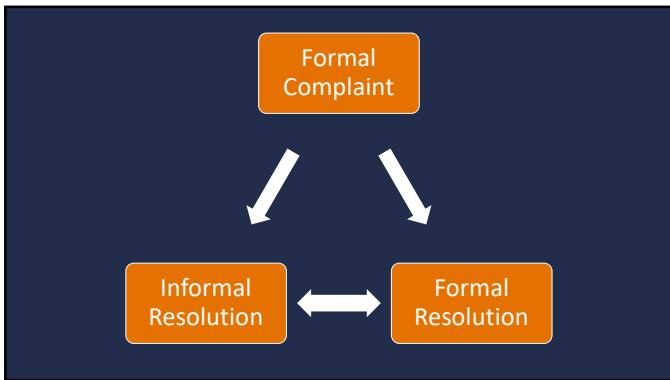 Formal
Complaint
Informal
Resolution
Formal
Resolution